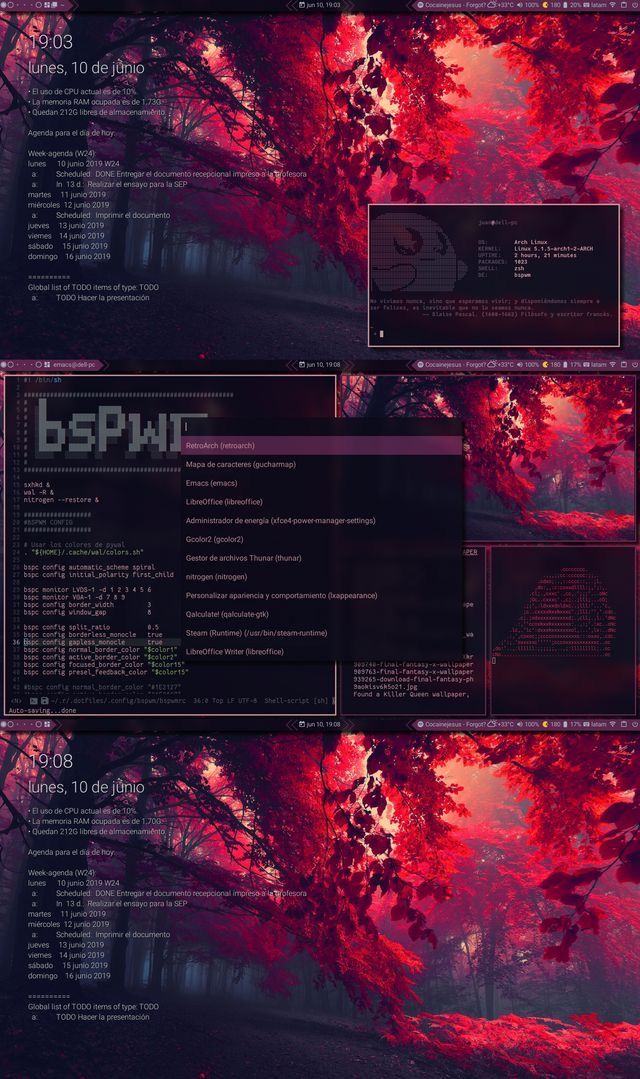 jun 10, 19:03
Cocainejesus - Forgot? +33°C 100% 180 20% latam
19:03
lunes, 10 de junio
• El uso de CPU actual es de 10%
• La memoria RAM ocupada es de 1,73G
• Quedan 212G libres de almacenamiento
Agenda para el día de hoy:
Week-agenda (W24):
lunes 10 junio 2019 W24
a: Scheduled: DONE Entregar el documento recepcional impreso a la profesora
a: In 13 d.: Realizar el ensayo para la SEP
martes 11 junio 2019
miércoles 12 junio 2019
a: Scheduled: Imprimir el documento
jueves 13 junio 2019
viernes 14 junio 2019
sábado 15 junio 2019
domingo 16 junio 2019
==========
Global list of TODO items of type: TODO
a: TODO Hacer la presentación
juan@dell-pc
OS: Arch Linux
KERNEL: Linux 5.1.5-arch1-2-ARCH
UPTIME: 2 hours, 21 minutes
PACKAGES: 1023
SHELL: zsh
DE: bspwm
No vivimos nunca, sino que esperamos vivir; y disponiéndonos siempre a
ser felices, es inevitable que no lo seamos nunca.
-- Blaise Pascal. (1600-1662) Filósofo y escritor francés.
emacs@dell-pc
jun 10, 19:08
Cocainejesus - Forgot? +33°C 100% 180 17% latam
#! /bin/sh
bsPwm
sxhkd &
wal -R &
nitrogen --restore &
###################
#BSPWM CONFIG
###################
# Usar los colores de pywal
. "${HOME}/.cache/wal/colors.sh"
bspc config automatic_scheme spiral
bspc config initial_polarity first_child
bspc monitor LVDS-1 -d 1 2 3 4 5 6
bspc monitor VGA-1 -d 7 8 9
bspc config border_width 3
bspc config window_gap 8
bspc config split_ratio 0.5
bspc config borderless_monocle true
36 bspc config gapless_monocle true
bspc config normal_border_color "$color1"
bspc config active_border_color "$color2"
bspc config focused_border_color "$color15"
bspc config presel_feedback_color "$color15"
#bspc config normal_border_color "#1E2127"
<N> ~/.r/.dotfiles/.config/bspwm/bspwmrc 36:0 Top LF UTF-8 Shell-script [sh]
Auto-saving...done
RetroArch (retroarch)
Mapa de caracteres (gucharmap)
Emacs (emacs)
LibreOffice (libreoffice)
Administrador de energía (xfce4-power-manager-settings)
Gcolor2 (gcolor2)
Gestor de archivos Thunar (thunar)
nitrogen (nitrogen)
Personalizar apariencia y comportamiento (lxappearance)
Qalculate! (qalculate-gtk)
Steam (Runtime) (/usr/bin/steam-runtime)
LibreOffice Writer (libreoffice)
APER
909740-final-fantasy-x-wallpaper
909763-final-fantasy-x-wallpaper
939265-download-final-fantasy-ph
9aokisv6k5o21.jpg
Found a Killer Queen wallpaper,
jun 10, 19:08
Cocainejesus - Forgot? +33°C 100% 180 17% latam
19:08
lunes, 10 de junio
• El uso de CPU actual es de 10%
• La memoria RAM ocupada es de 1,70G
• Quedan 212G libres de almacenamiento
Agenda para el día de hoy:
Week-agenda (W24):
lunes 10 junio 2019 W24
a: Scheduled: DONE Entregar el documento recepcional impreso a la profesora
a: In 13 d.: Realizar el ensayo para la SEP
martes 11 junio 2019
miércoles 12 junio 2019
a: Scheduled: Imprimir el documento
jueves 13 junio 2019
viernes 14 junio 2019
sábado 15 junio 2019
domingo 16 junio 2019
==========
Global list of TODO items of type: TODO
a: TODO Hacer la presentación